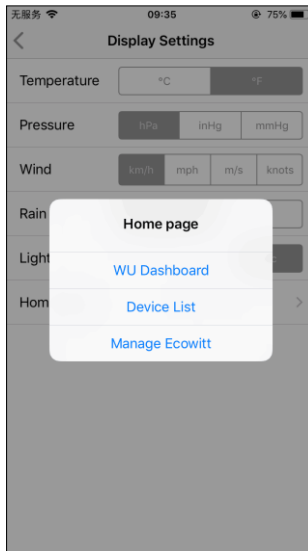 无服务 09:35 75%
Display Settings
Temperature °C °F
Pressure hPa inHg mmHg
Wind km/h mph m/s knots
Rain
Home page
Light
WU Dashboard
Device List
Hom
Manage Ecowitt